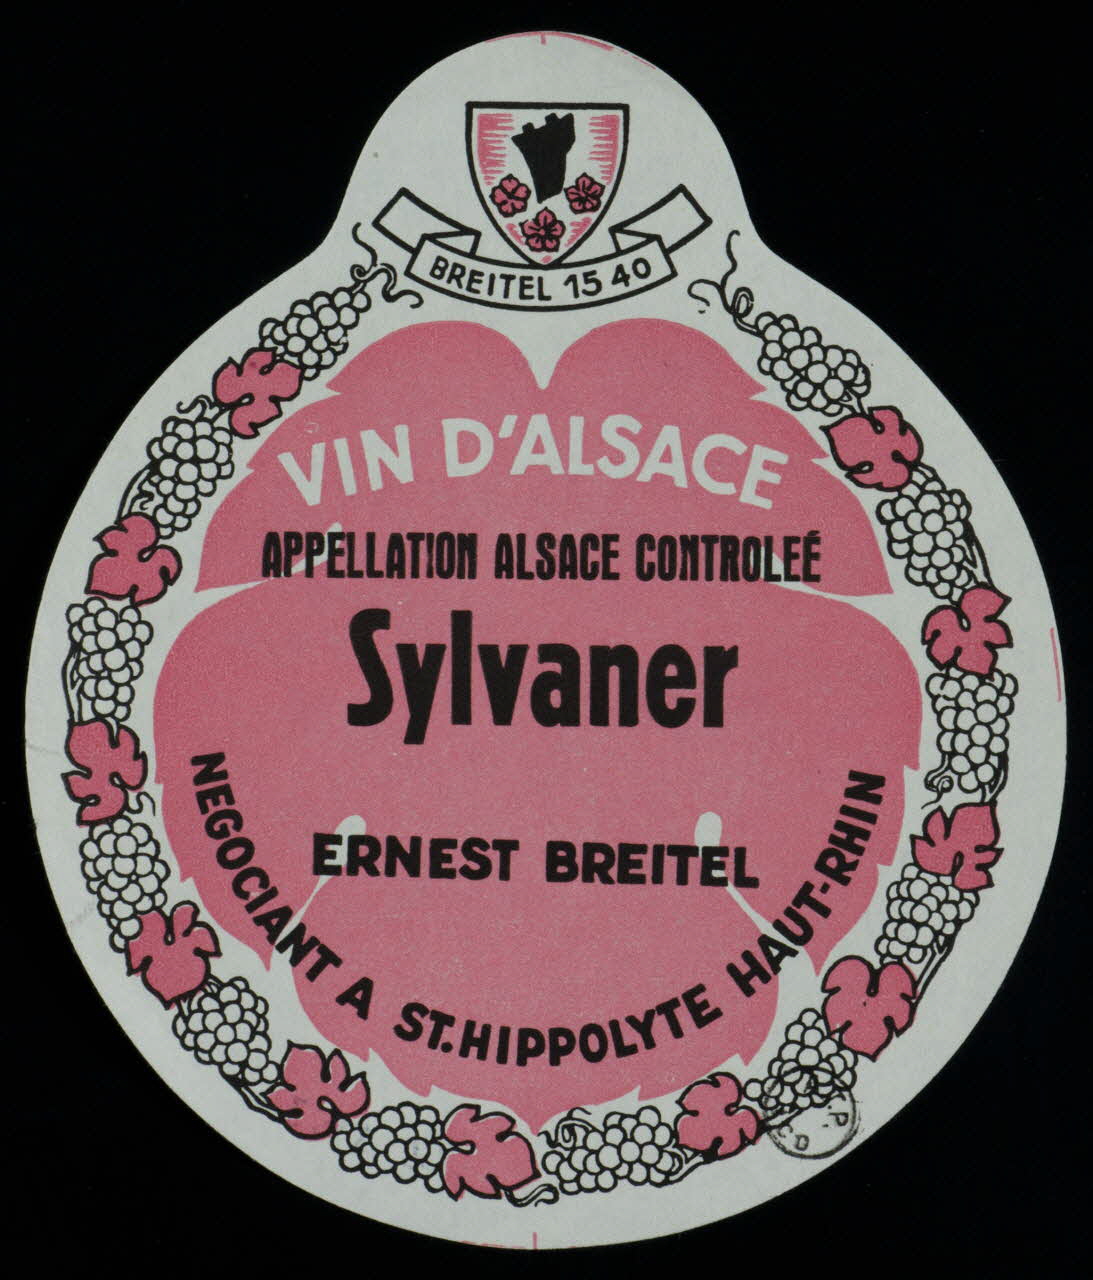 BREITEL 1540
VIN D'ALSACE
APPELLATION ALSACE CONTROLEÉ
Sylvaner
ERNEST BREITEL
NEGOCIANT A ST.HIPPOLYTE HAUT-RHIN